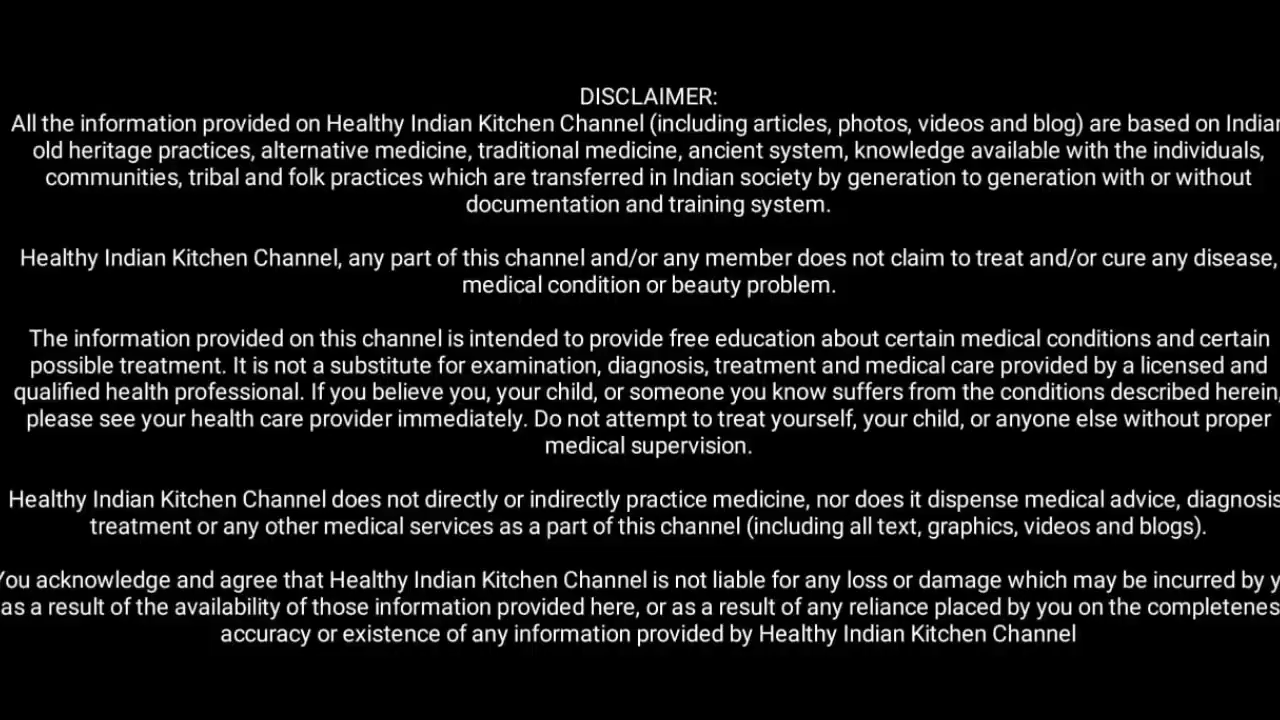 DISCLAIMER:
All the information provided on Healthy Indian Kitchen Channel (including articles, photos, videos and blog) are based on Indian
old heritage practices, alternative medicine, traditional medicine, ancient system, knowledge available with the individuals,
communities, tribal and folk practices which are transferred in Indian society by generation to generation with or without
documentation and training system.
Healthy Indian Kitchen Channel, any part of this channel and/or any member does not claim to treat and/or cure any disease,
medical condition or beauty problem.
The information provided on this channel is intended to provide free education about certain medical conditions and certain
possible treatment. It is not a substitute for examination, diagnosis, treatment and medical care provided by a licensed and
qualified health professional. If you believe you, your child, or someone you know suffers from the conditions described herein,
please see your health care provider immediately. Do not attempt to treat yourself, your child, or anyone else without proper
medical supervision.
Healthy Indian Kitchen Channel does not directly or indirectly practice medicine, nor does it dispense medical advice, diagnosis
treatment or any other medical services as a part of this channel (including all text, graphics, videos and blogs).
You acknowledge and agree that Healthy Indian Kitchen Channel is not liable for any loss or damage which may be incurred by y
as a result of the availability of those information provided here, or as a result of any reliance placed by you on the completenes
accuracy or existence of any information provided by Healthy Indian Kitchen Channel